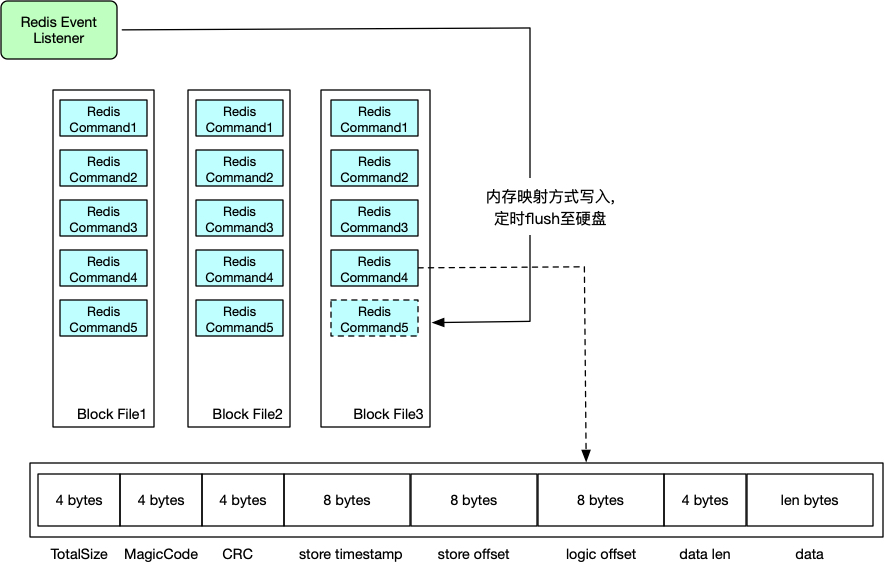 Redis Event
Listener
Redis
Command1
Redis
Command2
Redis
Command3
Redis
Command4
Redis
Command5
Block File1
Redis
Command1
Redis
Command2
Redis
Command3
Redis
Command4
Redis
Command5
Block File2
Redis
Command1
Redis
Command2
Redis
Command3
Redis
Command4
Redis
Command5
Block File3
内存映射方式写入，
定时flush至硬盘
4 bytes
4 bytes
4 bytes
8 bytes
8 bytes
8 bytes
4 bytes
len bytes
TotalSize
MagicCode
CRC
store timestamp
store offset
logic offset
data len
data